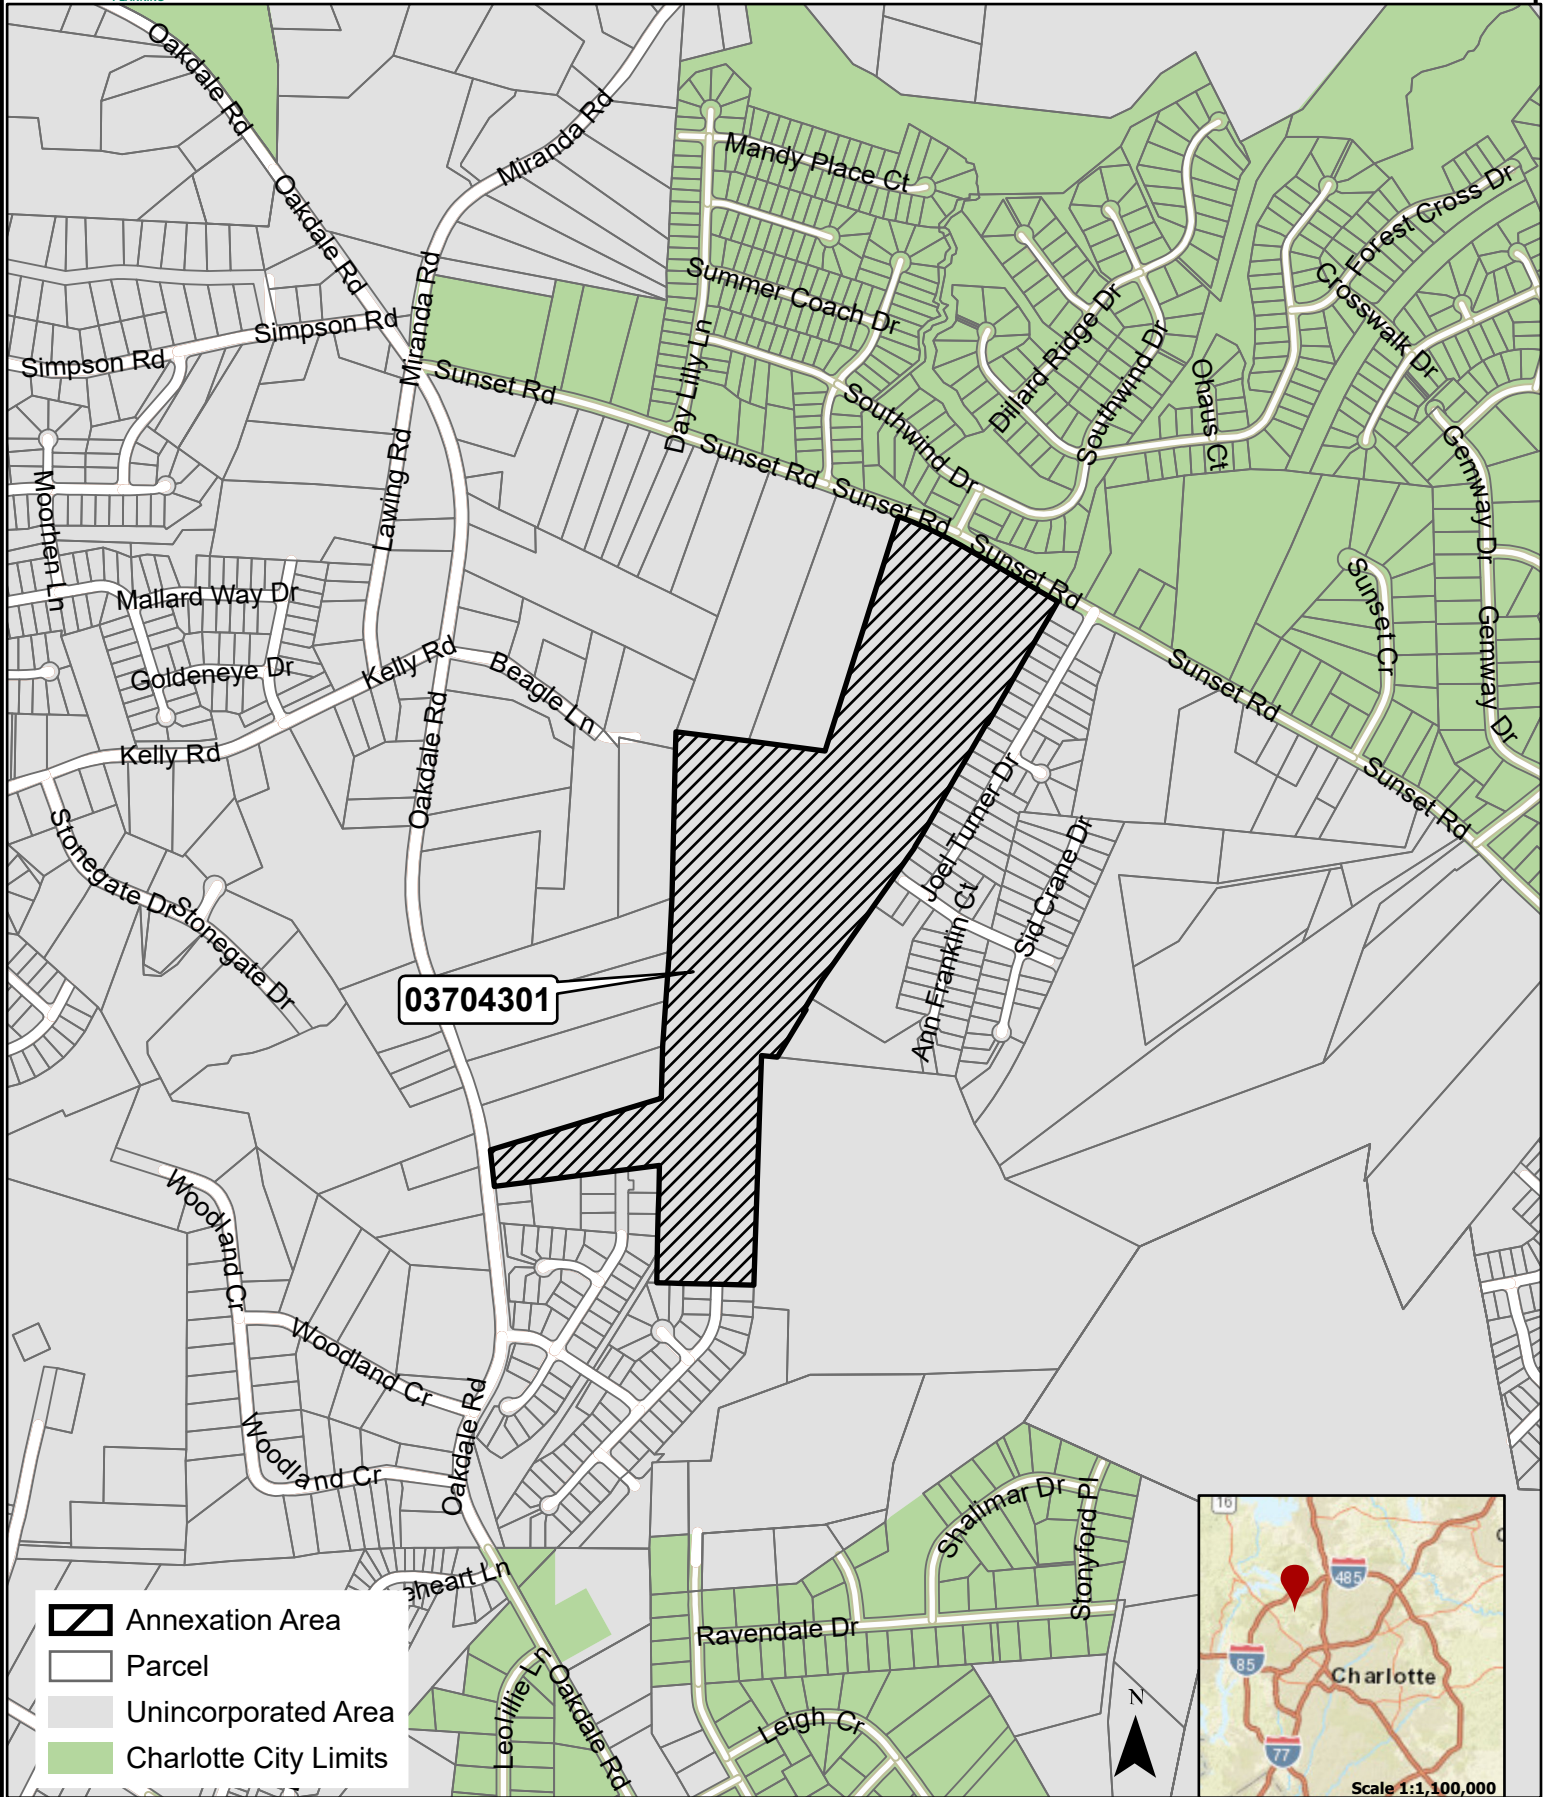 Oakdale Rd
Miranda Rd
Mandy Place Ct
Oakdale Rd
Forest Cross Dr
Miranda Rd
Summer Coach Dr
Crosswalk Dr
Simpson Rd
Simpson Rd
Dillard Ridge Dr
Southwind Dr
Sunset Rd
Day Lilly Ln
Ohaus Ct
Southwind Dr
Sunset Rd
Sunset Rd
Lawing Rd
Gemway Dr
Moorhen Ln
Sunset Rd
Sunset Cr
Mallard Way Dr
Goldeneye Dr
Kelly Rd
Beagle Ln
Sunset Rd
Gemway Dr
Kelly Rd
Oakdale Rd
Sunset Rd
Joel Turner Dr
Stonegate Dr
Stonegate Dr
Sid Crane Dr
Ann Franklin Ct
03704301
Woodland Cr
Woodland Cr
Woodland Cr
Oakdale Rd
Shalimar Dr
Stonyford Pl
eheart Ln
Ravendale Dr
Leolillie Ln
Oakdale Rd
Leigh Cr
Annexation Area
Parcel
Unincorporated Area
Charlotte City Limits
N
16
485
85
Charlotte
77
Scale 1:1,100,000